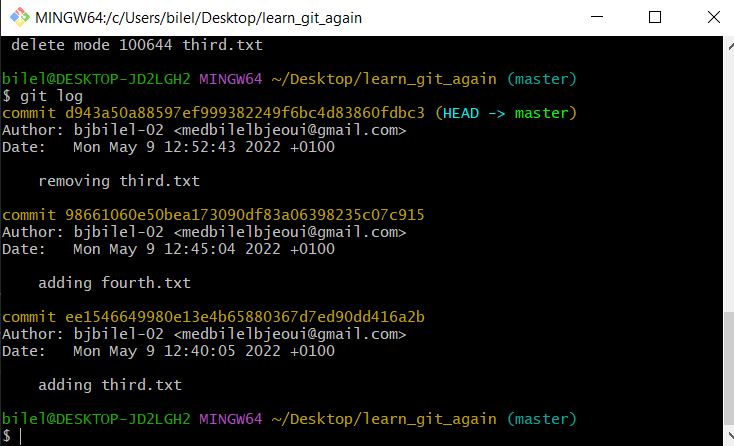 MINGW64:/c/Users/bilel/Desktop/learn_git_again
delete mode 100644 third.txt
bilel@DESKTOP-JD2LGH2 MINGW64 ~/Desktop/learn_git_again (master)
$ git log
commit d943a50a88597ef999382249f6bc4d83860fdbc3 (HEAD -> master)
Author: bjbilel-02 <medbilelbjeoui@gmail.com>
Date:   Mon May 9 12:52:43 2022 +0100
removing third.txt
commit 98661060e50bea173090df83a06398235c07c915
Author: bjbilel-02 <medbilelbjeoui@gmail.com>
Date:   Mon May 9 12:45:04 2022 +0100
adding fourth.txt
commit ee1546649980e13e4b65880367d7ed90dd416a2b
Author: bjbilel-02 <medbilelbjeoui@gmail.com>
Date:   Mon May 9 12:40:05 2022 +0100
adding third.txt
bilel@DESKTOP-JD2LGH2 MINGW64 ~/Desktop/learn_git_again (master)
$